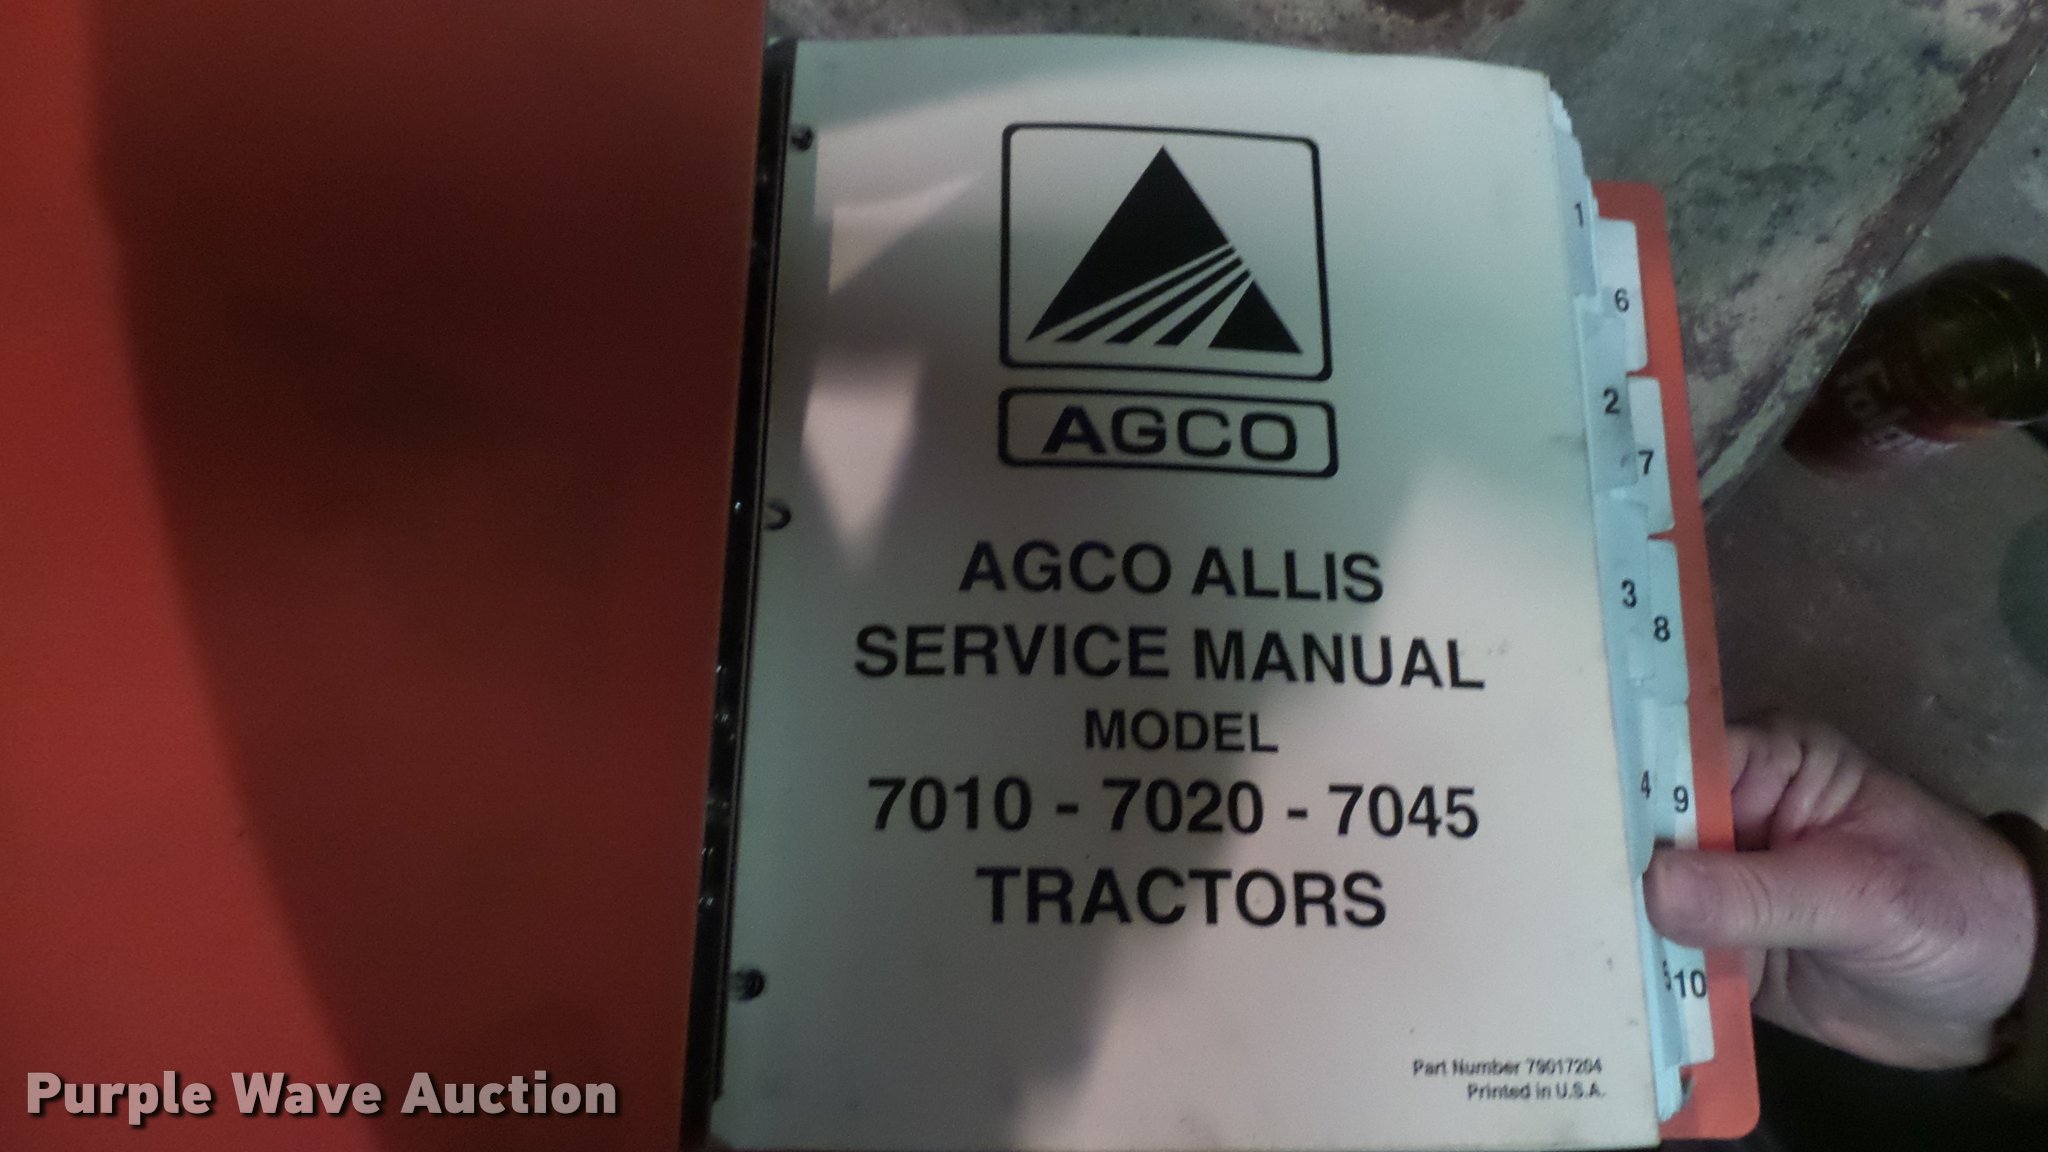 AGCO
AGCO ALLIS
SERVICE MANUAL
MODEL
7010 - 7020 - 7045
TRACTORS
Part Number 79017204
Printed in U.S.A.
1
6
2
7
3
8
4
9
5
10
Purple Wave Auction